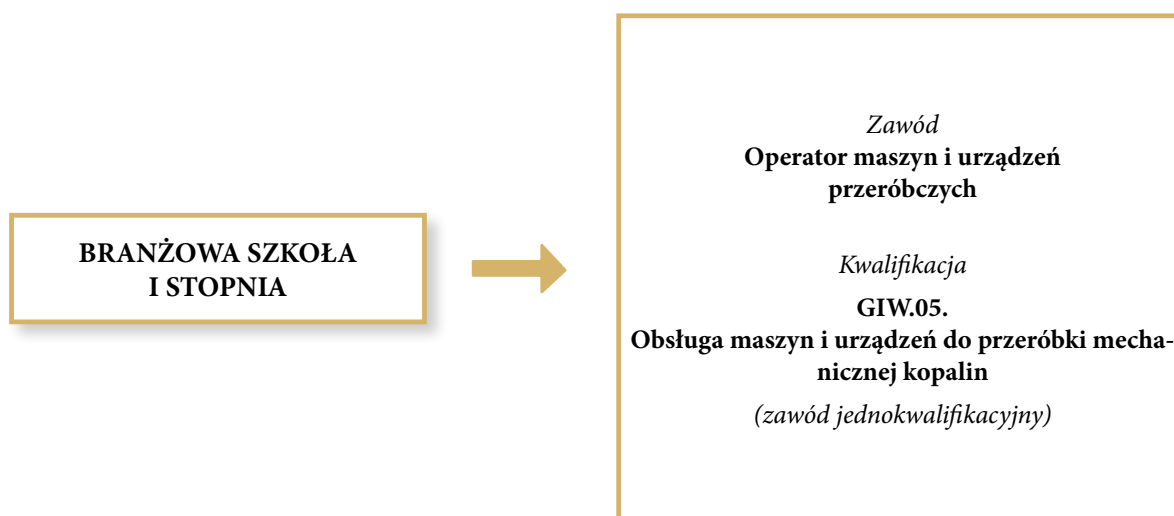 BRANŻOWA SZKOŁA
I STOPNIA
Zawód
Operator maszyn i urządzeń
przeróbczych
Kwalifikacja
GIW.05.
Obsługa maszyn i urządzeń do przeróbki mecha-
nicznej kopalin
(zawód jednokwalifikacyjny)